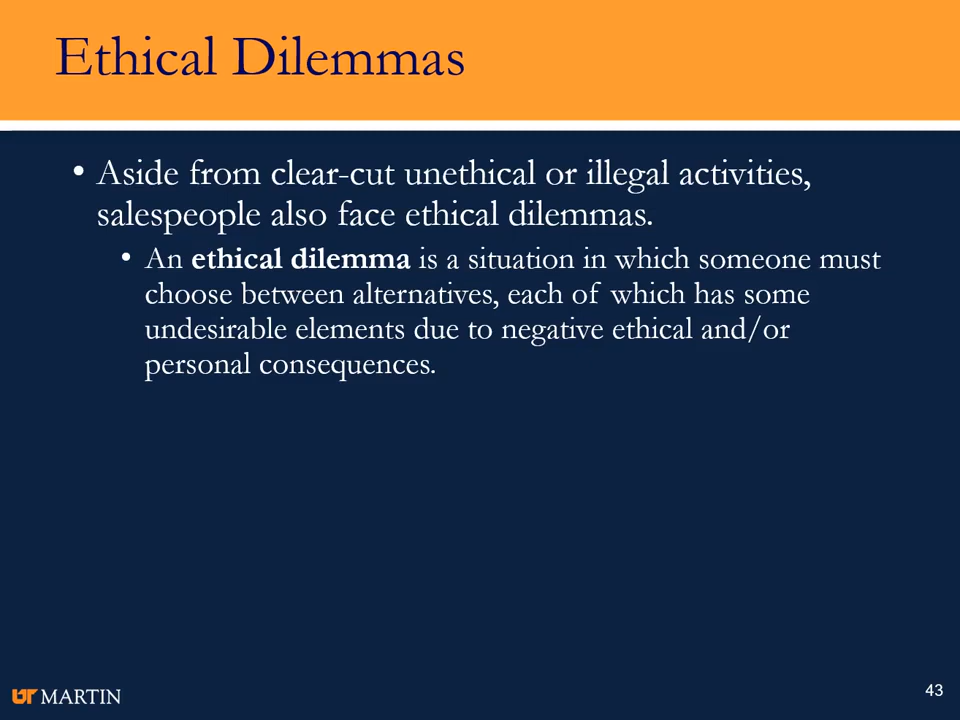 Ethical Dilemmas
• Aside from clear-cut unethical or illegal activities,
salespeople also face ethical dilemmas.
• An ethical dilemma is a situation in which someone must
choose between alternatives, each of which has some
undesirable elements due to negative ethical and/or
personal consequences.
UT MARTIN
43